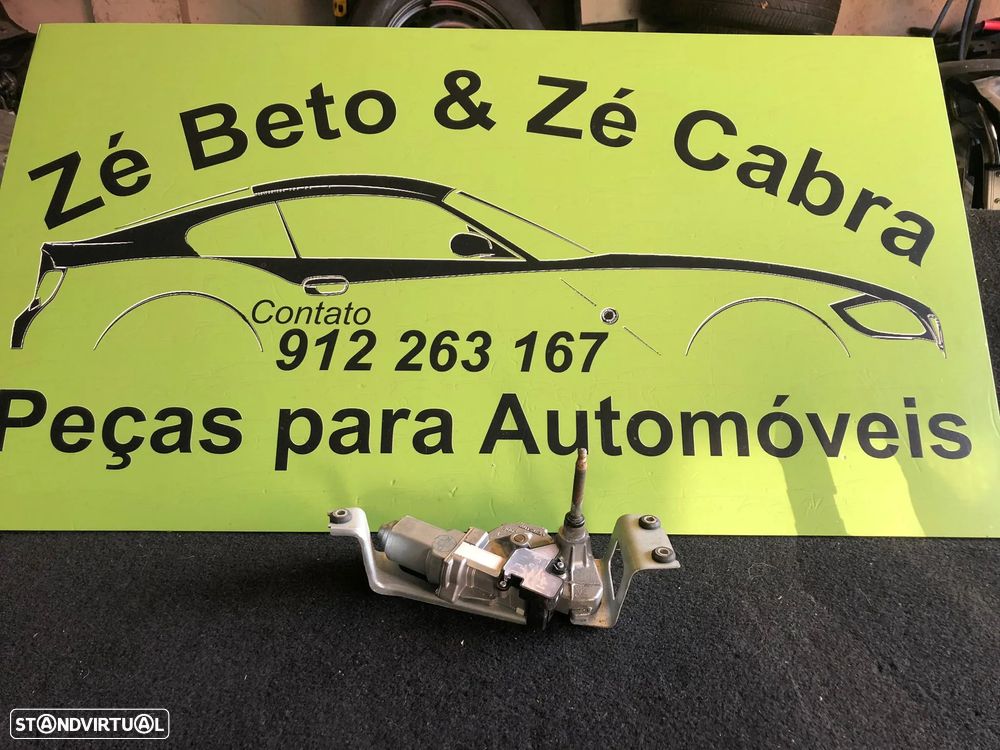 Zé Beto & Zé Cabra
Contato
912 263 167
Peças para Automóveis
STANDVIRTUAL